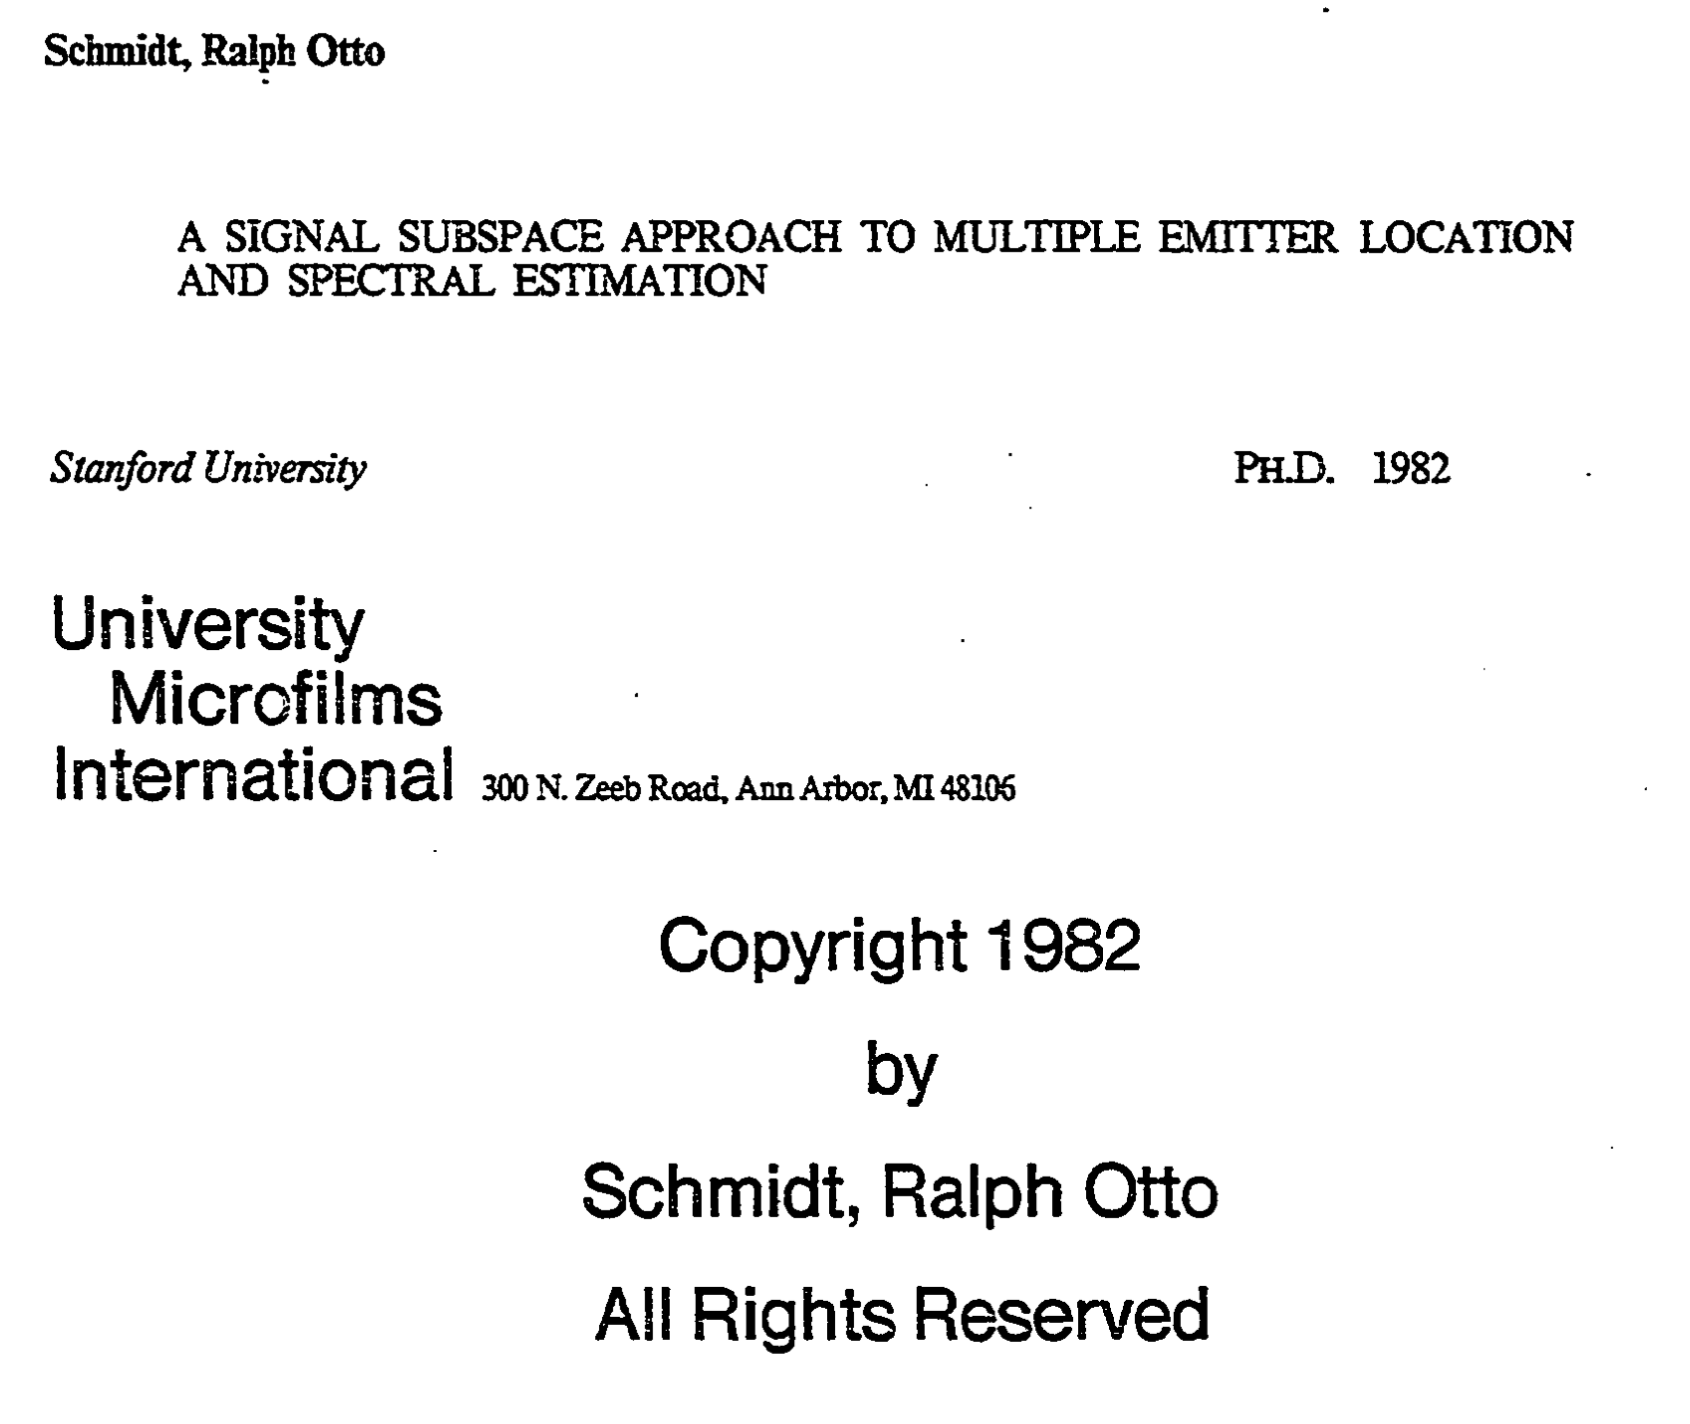 Schmidt, Ralph Otto
A SIGNAL SUBSPACE APPROACH TO MULTIPLE EMITTER LOCATION
AND SPECTRAL ESTIMATION
Stanford University PH.D. 1982
University
Microfilms
International 300 N. Zeeb Road, Ann Arbor, MI 48106
Copyright 1982
by
Schmidt, Ralph Otto
All Rights Reserved